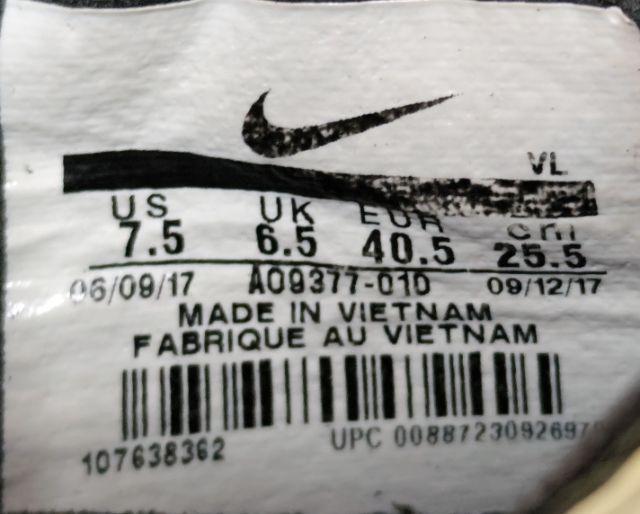 VL
US UK EUR cm
7.5 6.5 40.5 25.5
06/09/17 AO9377-010 09/12/17
MADE IN VIETNAM
FABRIQUE AU VIETNAM
107638362
UPC